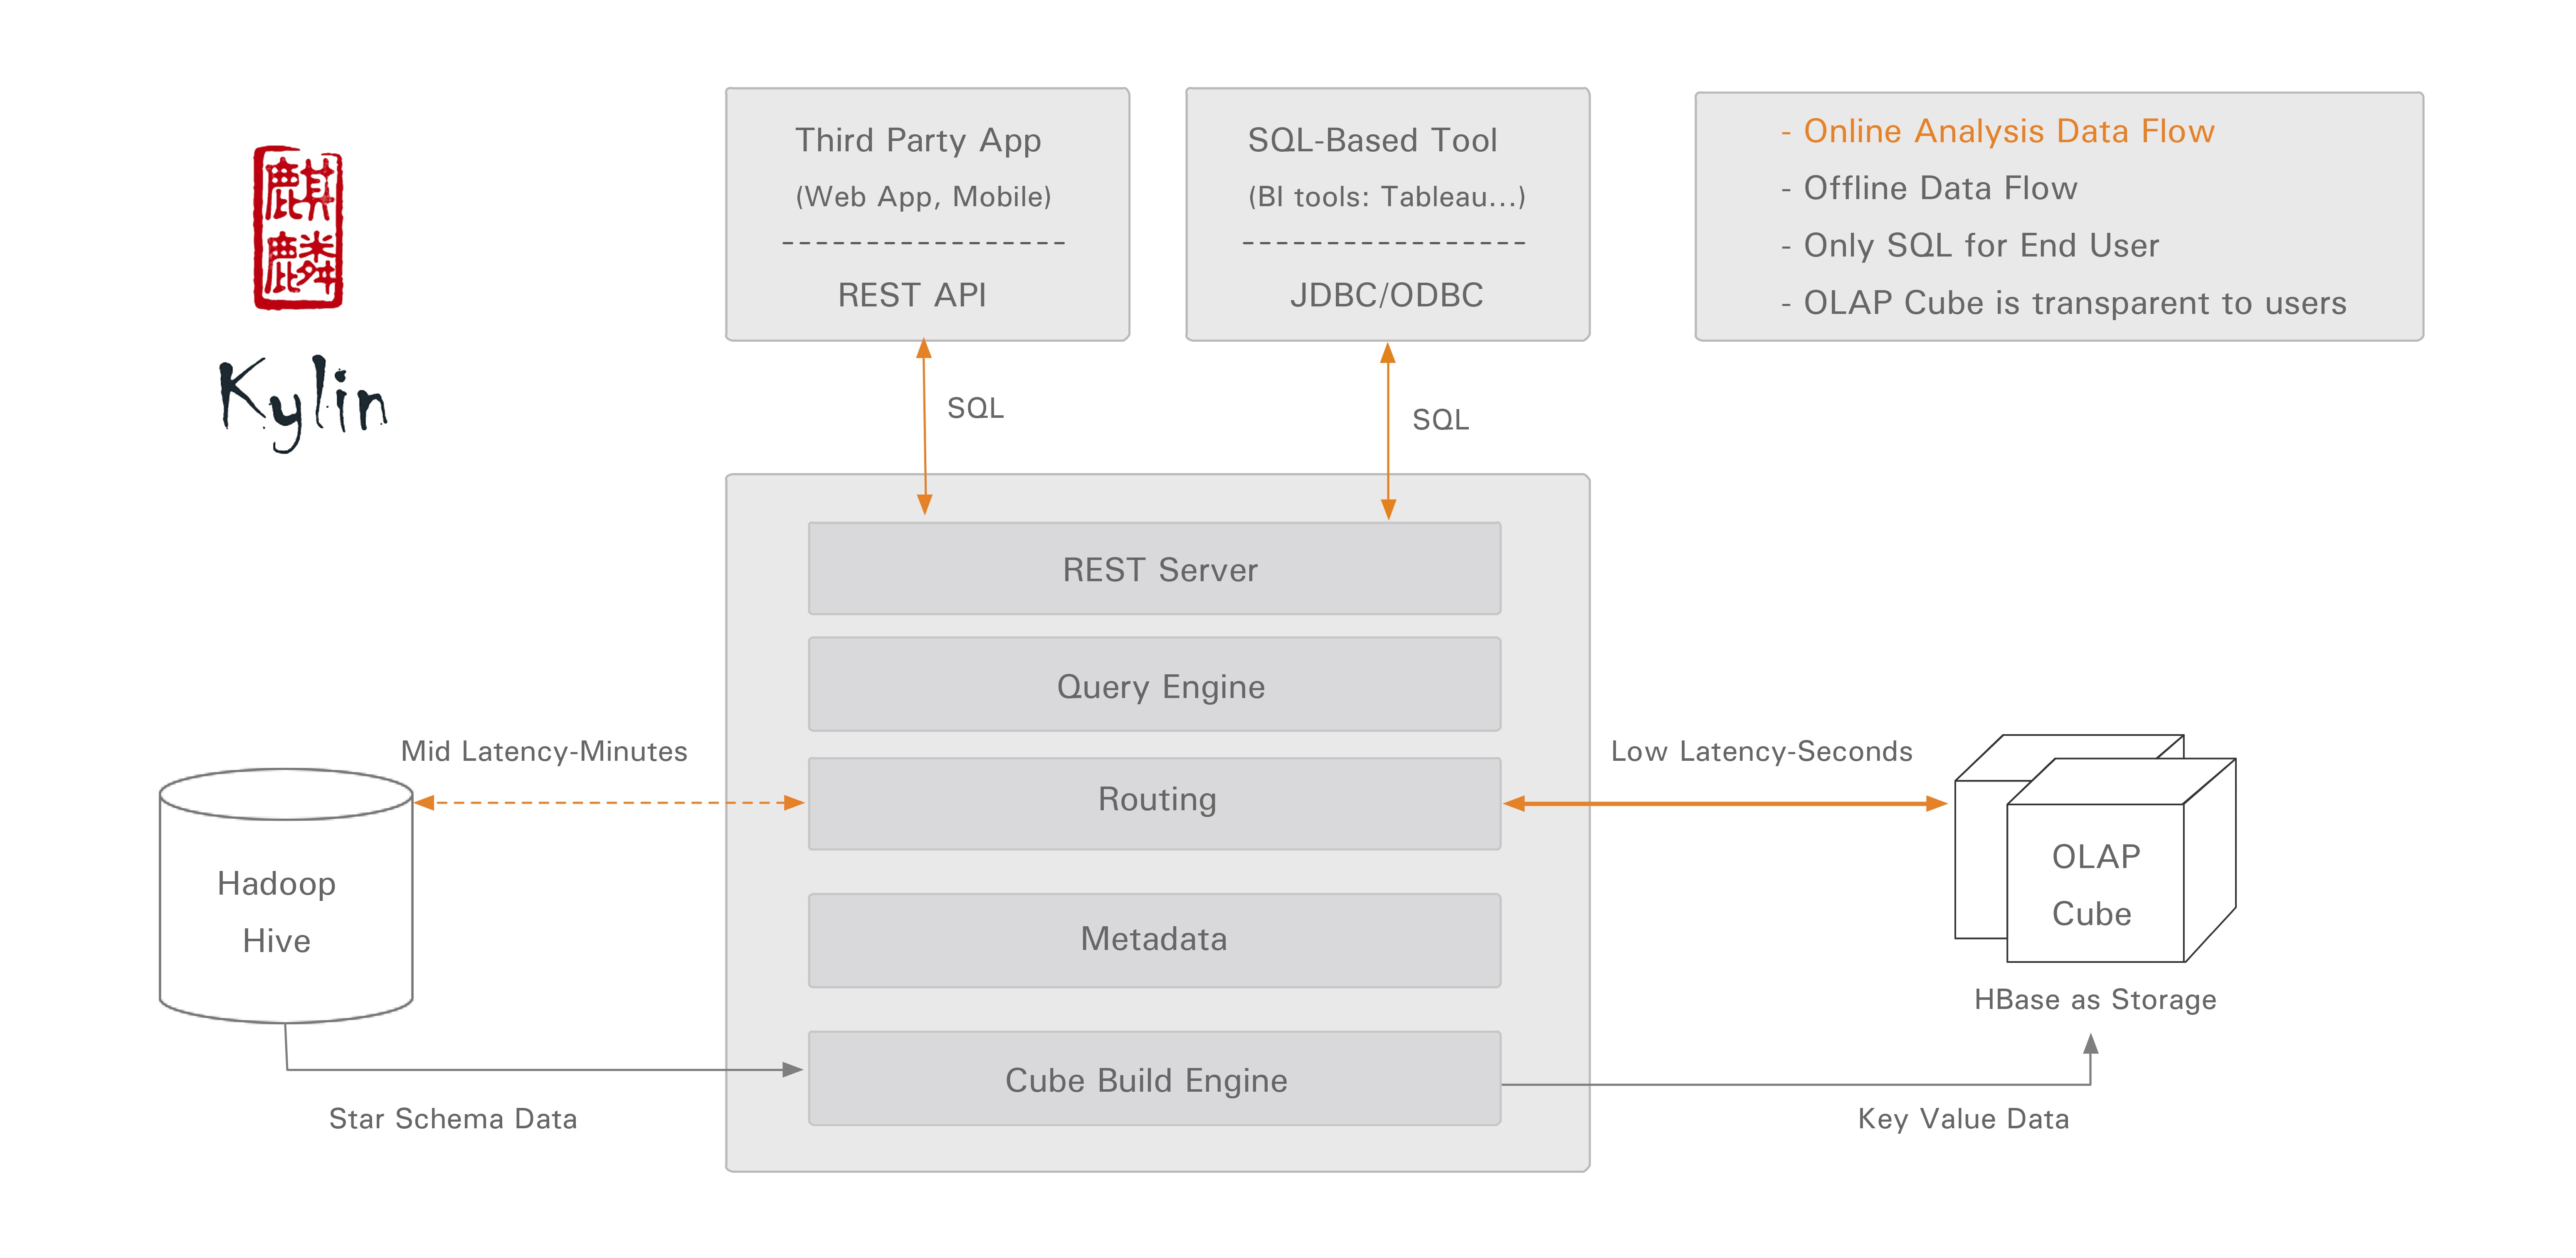 麒
麟
Kylin
Third Party App
(Web App, Mobile)
REST API
SQL-Based Tool
(BI tools: Tableau...)
JDBC/ODBC
- Online Analysis Data Flow
- Offline Data Flow
- Only SQL for End User
- OLAP Cube is transparent to users
SQL
SQL
REST Server
Query Engine
Mid Latency-Minutes
Routing
Low Latency-Seconds
Hadoop
Hive
OLAP
Cube
Metadata
HBase as Storage
Cube Build Engine
Star Schema Data
Key Value Data